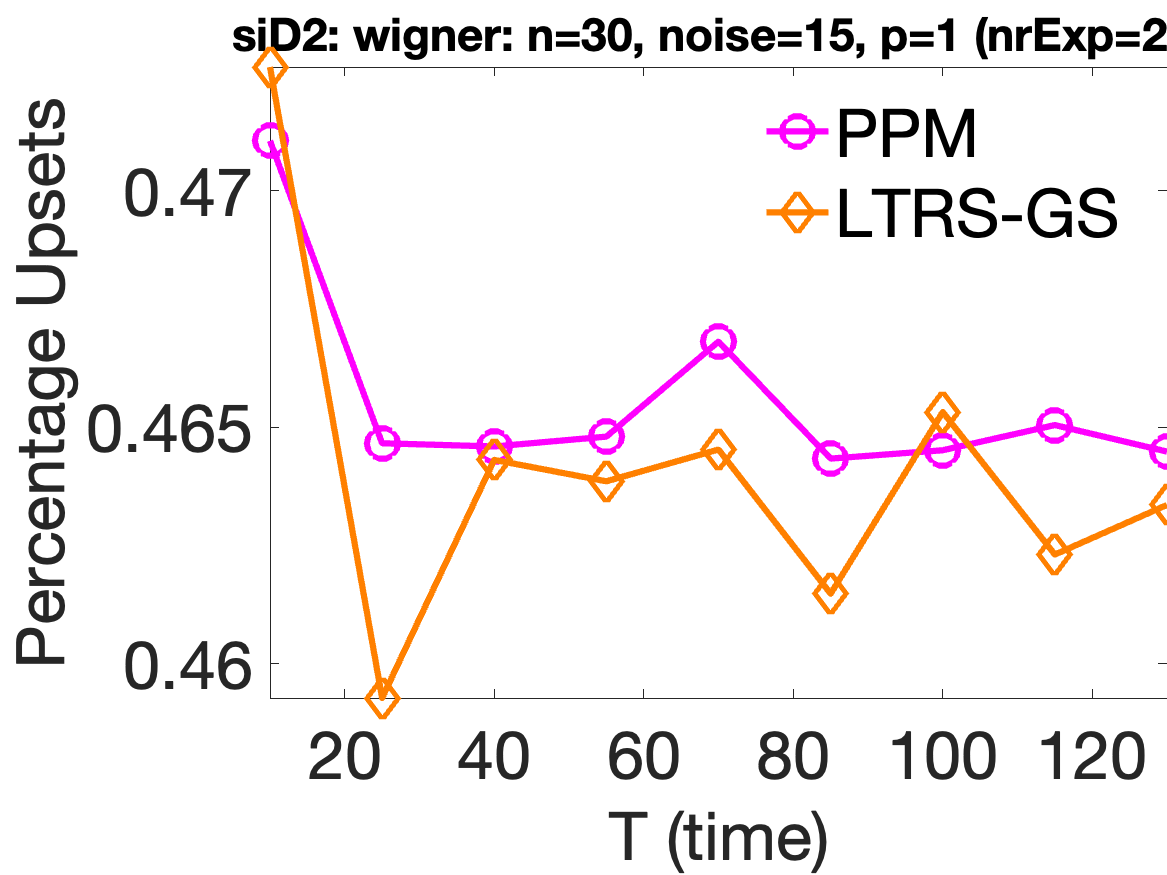 siD2: wigner: n=30, noise=15, p=1 (nrExp=2
PPM
LTRS-GS
Percentage Upsets
0.47
0.465
0.46
20 40 60 80 100 120
T (time)